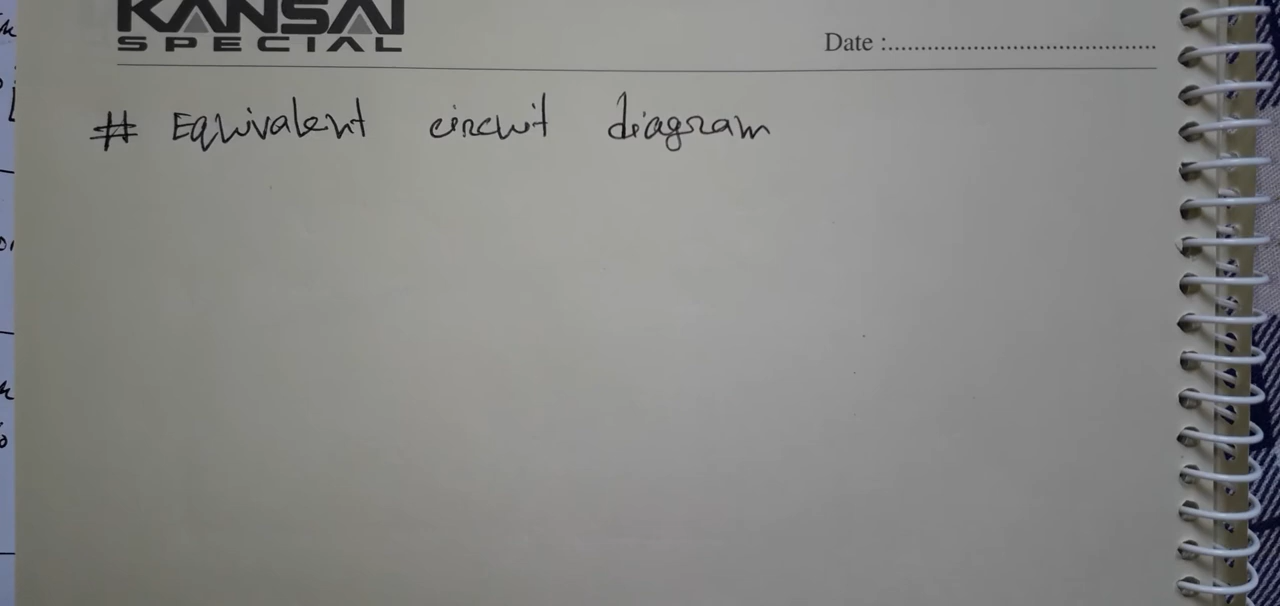 KANSAI
SPECIAL
Date :
# Equivalent circuit diagram